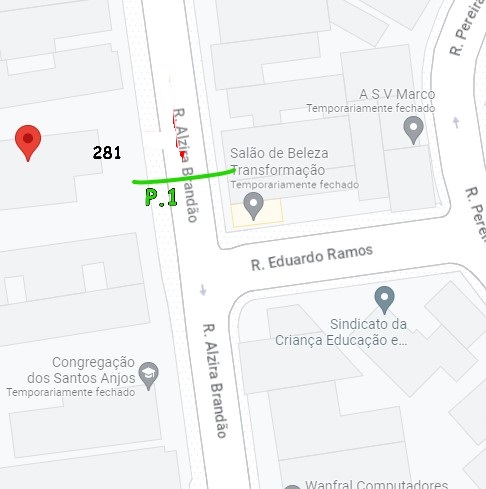 R. Pereira
A S V Marco
Temporariamente fechado
R. Alzira Brandão
281
Salão de Beleza
Transformação
Temporariamente fechado
P.1
R. Pere
R. Eduardo Ramos
Sindicato da
Criança Educação e...
R. Alzira Brandão
Congregação
dos Santos Anjos
Temporariamente fechado
Wanfral Computadores